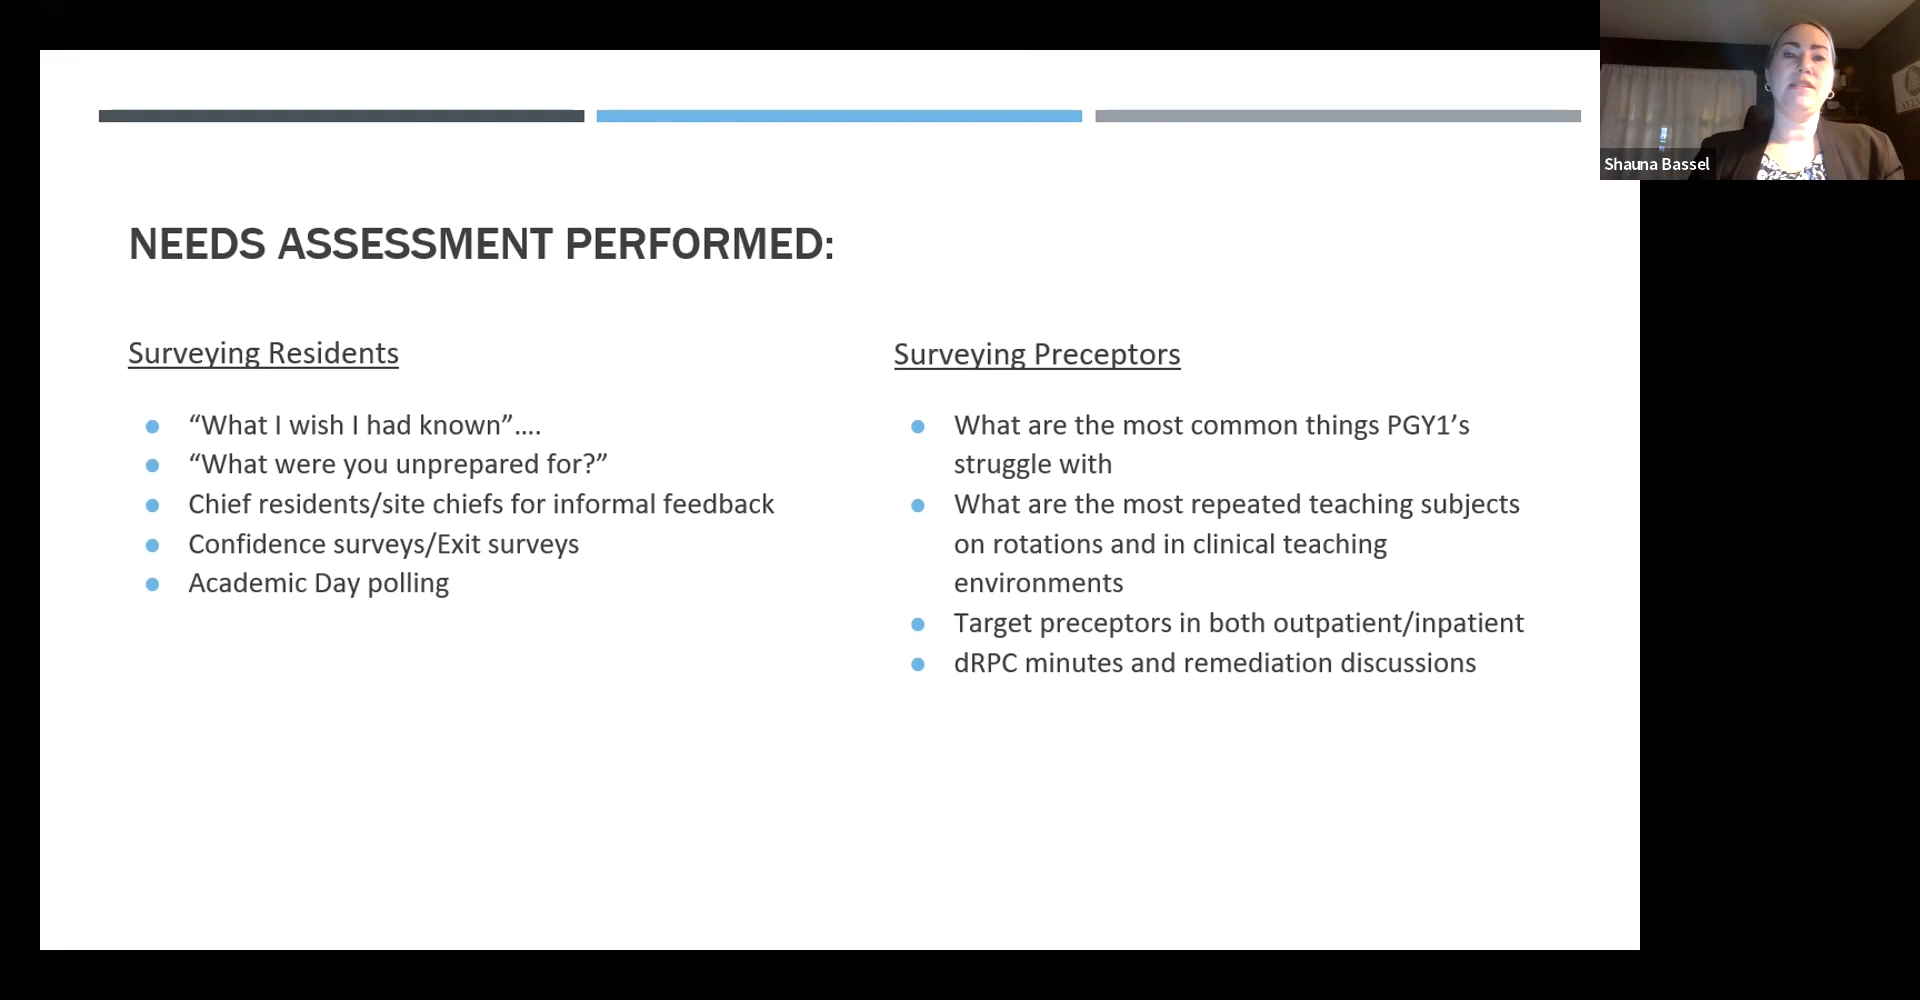 Shauna Bassel
NEEDS ASSESSMENT PERFORMED:
Surveying Residents
“What I wish I had known”....
“What were you unprepared for?”
Chief residents/site chiefs for informal feedback
Confidence surveys/Exit surveys
Academic Day polling
Surveying Preceptors
What are the most common things PGY1’s
struggle with
What are the most repeated teaching subjects
on rotations and in clinical teaching
environments
Target preceptors in both outpatient/inpatient
dRPC minutes and remediation discussions